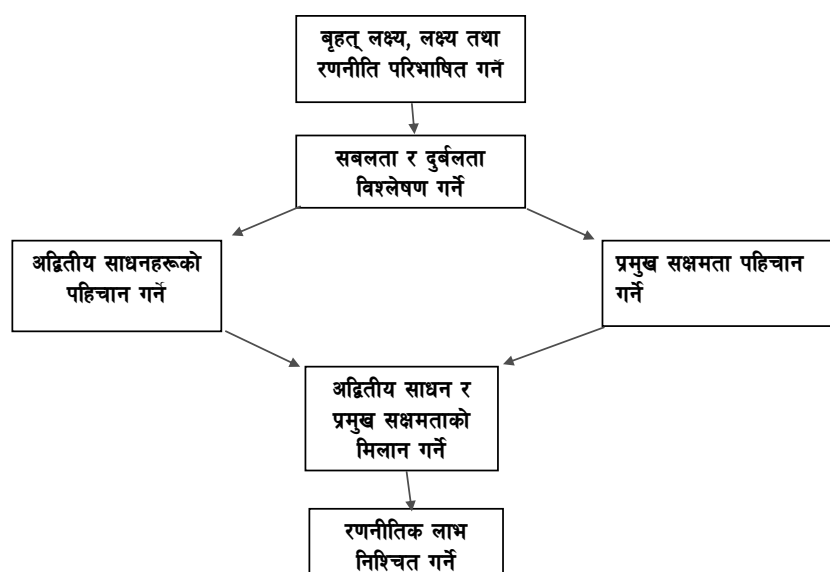 बृहत् लक्ष्य, लक्ष्य तथा
रणनीति परिभाषित गर्ने
सबलता र दुर्बलता
विश्लेषण गर्ने
अद्वितीय साधनहरूको
पहिचान गर्ने
प्रमुख सक्षमता पहिचान
गर्ने
अद्वितीय साधन र
प्रमुख सक्षमताको
मिलान गर्ने
रणनीतिक लाभ
निश्चित गर्ने